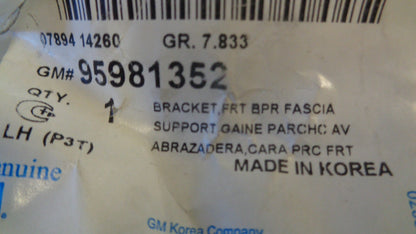 07894 14260 GR. 7.833
GM# 95981352
QTY. 1
BRACKET,FRT BPR FASCIA
SUPPORT GAINE PARCHC AV
LH (P3T) ABRAZADERA,CARA PRC FRT
MADE IN KOREA
nuine
GM Korea Company